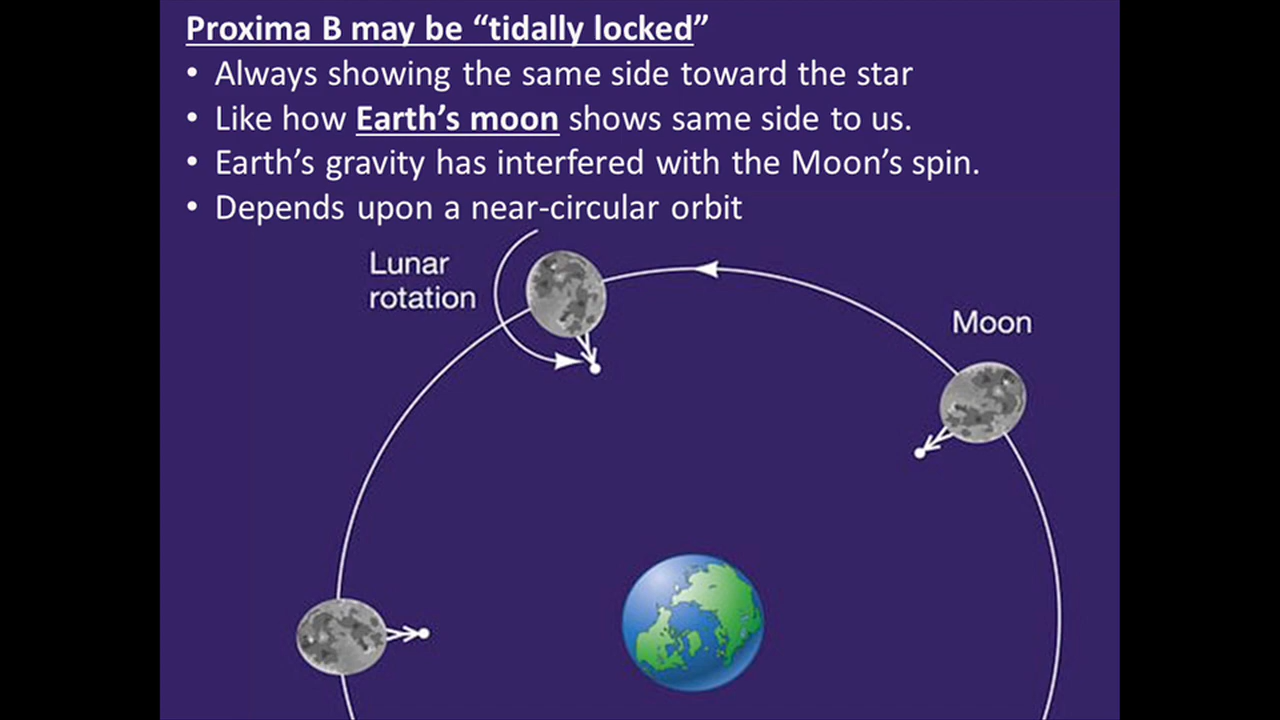 Proxima B may be “tidally locked”
• Always showing the same side toward the star
• Like how Earth’s moon shows same side to us.
• Earth’s gravity has interfered with the Moon’s spin.
• Depends upon a near-circular orbit
Lunar
rotation
Moon